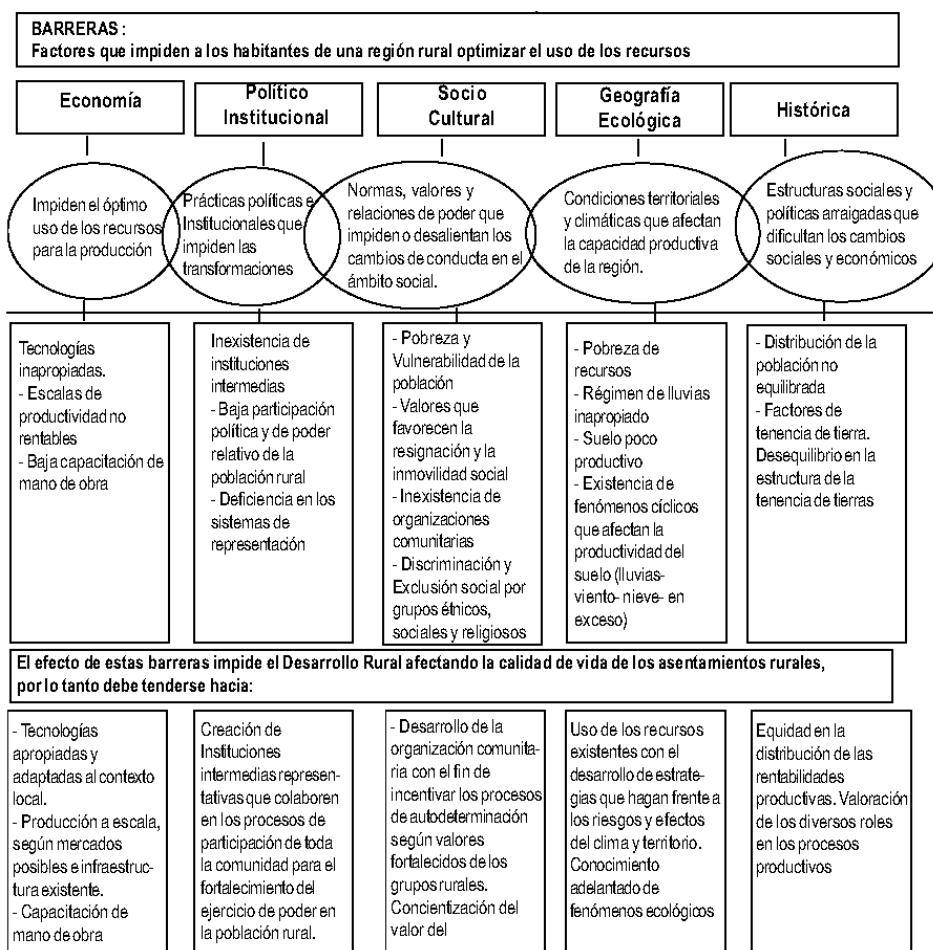 BARRERAS :
Factores que impiden a los habitantes de una región rural optimizar el uso de los recursos
Economía
Político
Institucional
Socio
Cultural
Geografía
Ecológica
Histórica
Impiden el óptimo
uso de los recursos
para la producción
Prácticas políticas e
Institucionales que
impiden las
transformaciones
Normas, valores y
relaciones de poder que
impiden o desalientan los
cambios de conducta en el
ámbito social.
Condiciones territoriales
y climáticas que afectan
la capacidad productiva
de la región.
Estructuras sociales y
políticas arraigadas que
dificultan los cambios
sociales y económicos
Tecnologías
inapropiadas.
- Escalas de
productividad no
rentables
- Baja capacitación de
mano de obra
Inexistencia de
instituciones
intermedias
- Baja participación
política y de poder
relativo de la
población rural
- Deficiencia en los
sistemas de
representación
- Pobreza y
Vulnerabilidad de la
población
- Valores que
favorecen la
resignación y la
inmovilidad social
- Inexistencia de
organizaciones
comunitarias
- Discriminación y
Exclusión social por
grupos étnicos,
sociales y religiosos
- Pobreza de
recursos
- Régimen de lluvias
inapropiado
- Suelo poco
productivo
- Existencia de
fenómenos cíclicos
que afectan la
productividad del
suelo (lluvias-
viento- nieve- en
exceso)
- Distribución de la
población no
equilibrada
- Factores de
tenencia de tierra.
Desequilibrio en la
estructura de la
tenencia de tierras
El efecto de estas barreras impide el Desarrollo Rural afectando la calidad de vida de los asentamientos rurales,
por lo tanto debe tenderse hacia:
- Tecnologías
apropiadas y
adaptadas al contexto
local.
- Producción a escala,
según mercados
posibles e infraestruc-
tura existente.
- Capacitación de
mano de obra
Creación de
Instituciones
intermedias represen-
tativas que colaboren
en los procesos de
participación de toda
la comunidad para el
fortalecimiento del
ejercicio de poder en
la población rural.
- Desarrollo de la
organización comunita-
ria con el fin de
incentivar los procesos
de autodeterminación
según valores
fortalecidos de los
grupos rurales.
Concientización del
valor del
Uso de los recursos
existentes con el
desarrollo de estrate-
gias que hagan frente a
los riesgos y efectos
del clima y territorio.
Conocimiento
adelantado de
fenómenos ecológicos
Equidad en la
distribución de las
rentabilidades
productivas. Valoración
de los diversos roles
en los procesos
productivos